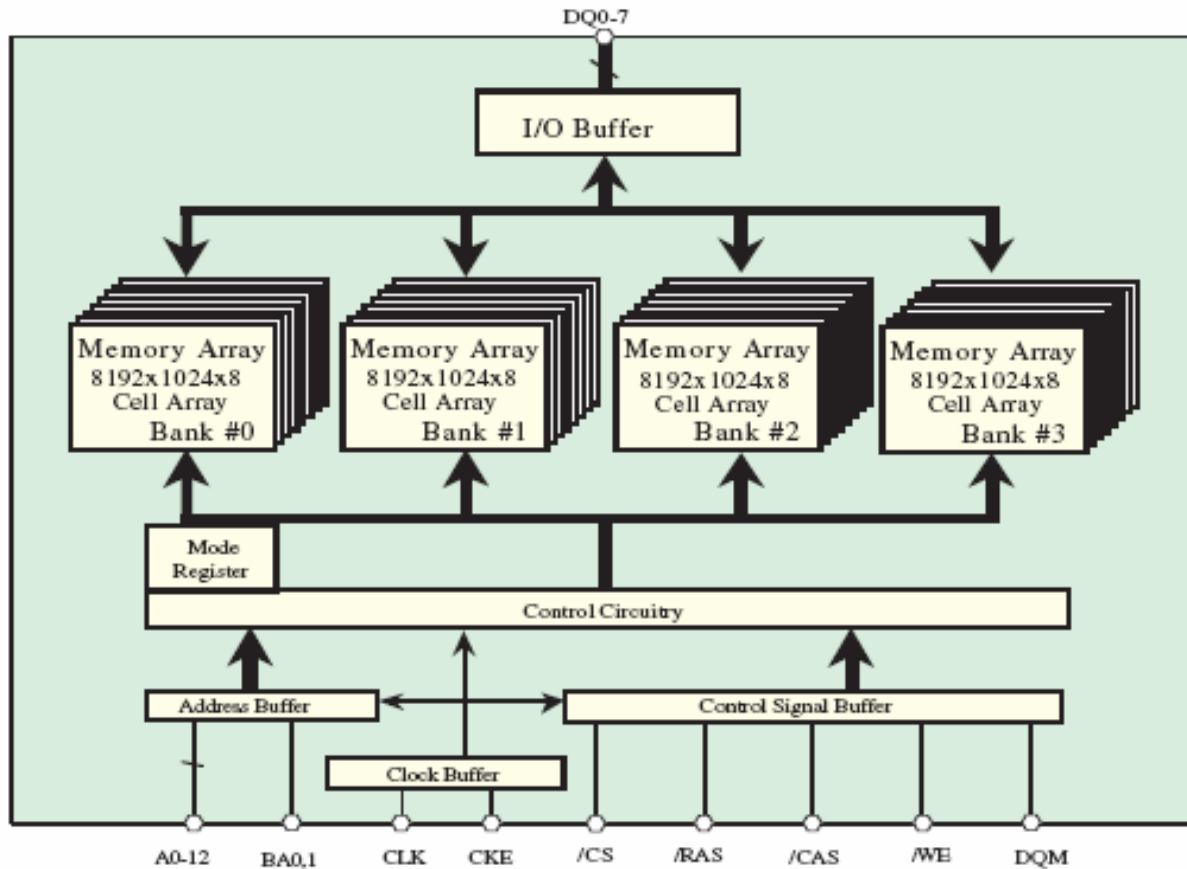 DQ0-7
I/O Buffer
Memory Array
8192x1024x8
Cell Array
Bank #0
Memory Array
8192x1024x8
Cell Array
Bank #1
Memory Array
8192x1024x8
Cell Array
Bank #2
Memory Array
8192x1024x8
Cell Array
Bank #3
Mode
Register
Control Circuitry
Address Buffer
Control Signal Buffer
Clock Buffer
A0-12
BA0,1
CLK
CKE
/CS
/RAS
/CAS
/WE
DQM